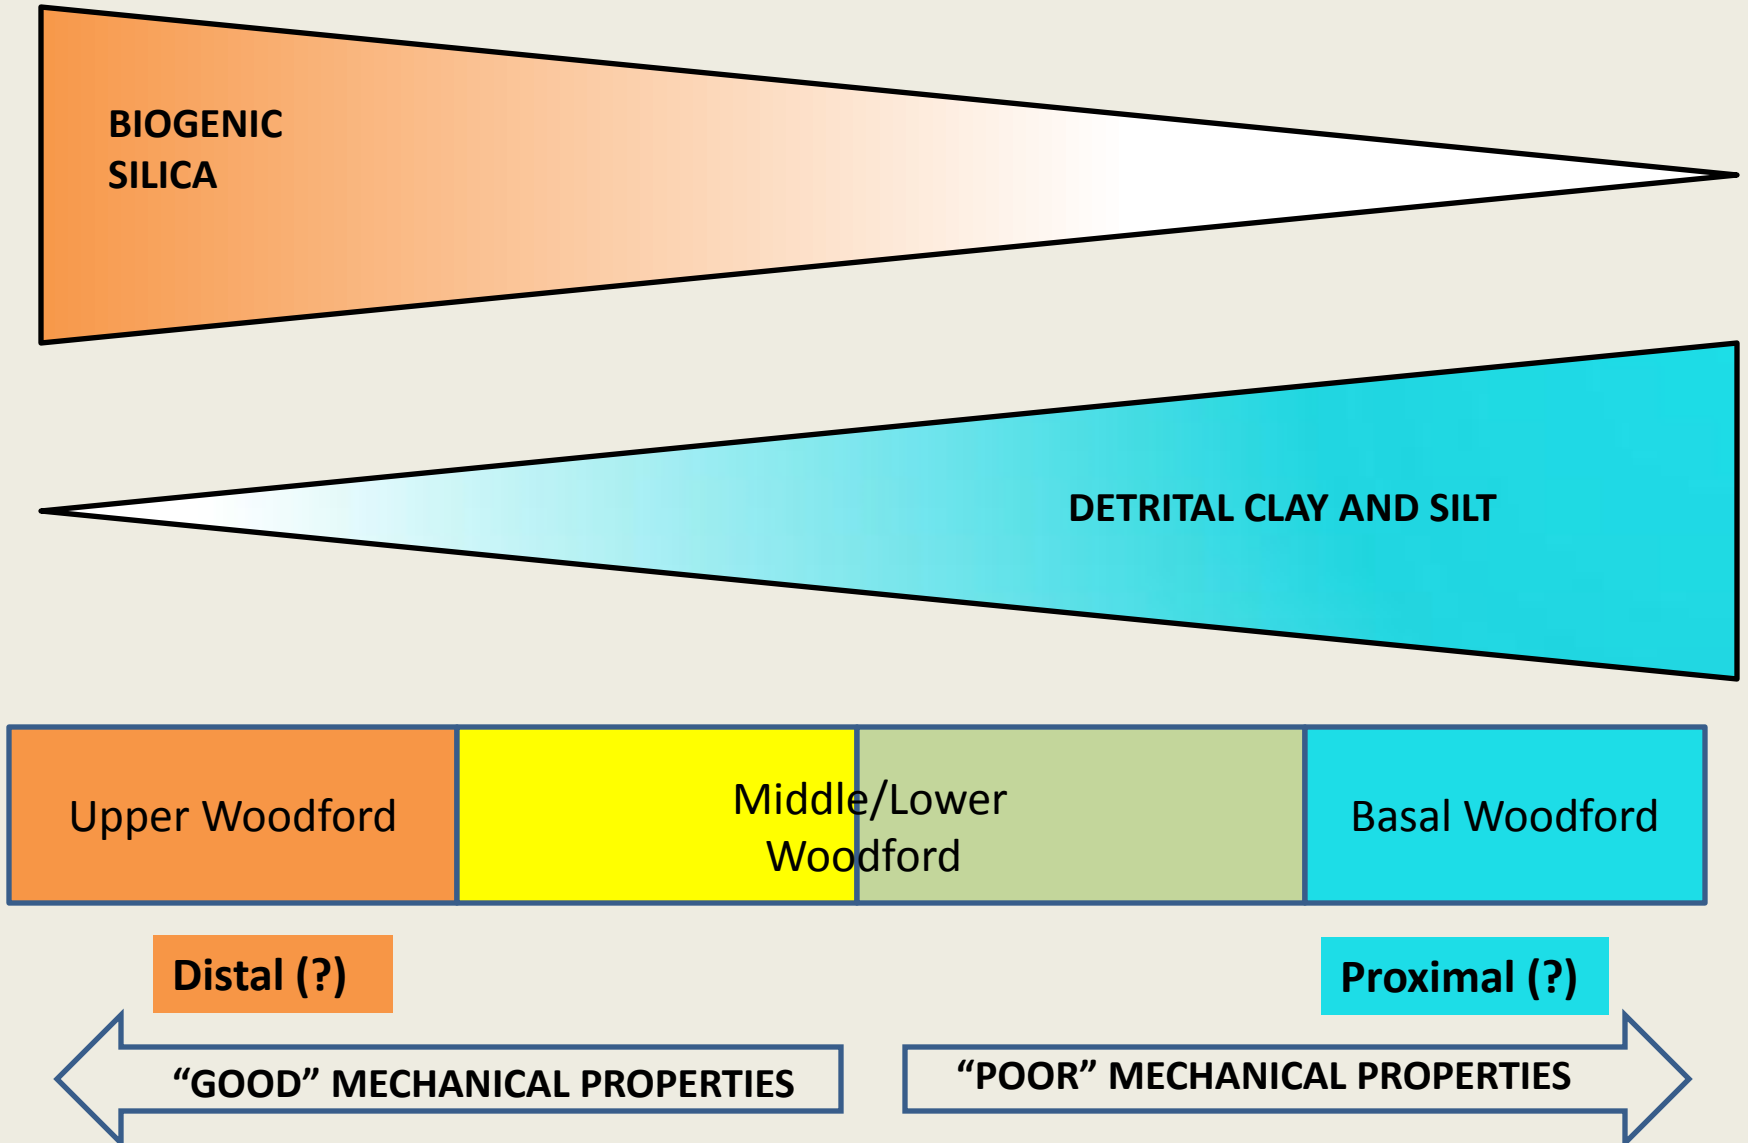 BIOGENIC
SILICA
DETRITAL CLAY AND SILT
Upper Woodford
Middle/Lower
Woodford
Basal Woodford
Distal (?)
Proximal (?)
“GOOD” MECHANICAL PROPERTIES
“POOR” MECHANICAL PROPERTIES